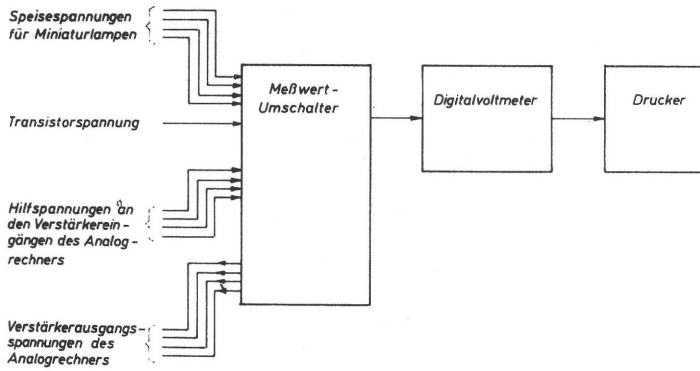 Speisespannungen
für Miniaturlampen
Meßwert-
Umschalter
Digitalvoltmeter
Drucker
Transistorspannung
Hilfspannungen an
den Verstärkerein-
gängen des Analog-
rechners
Verstärkerausgangs-
spannungen des
Analogrechners